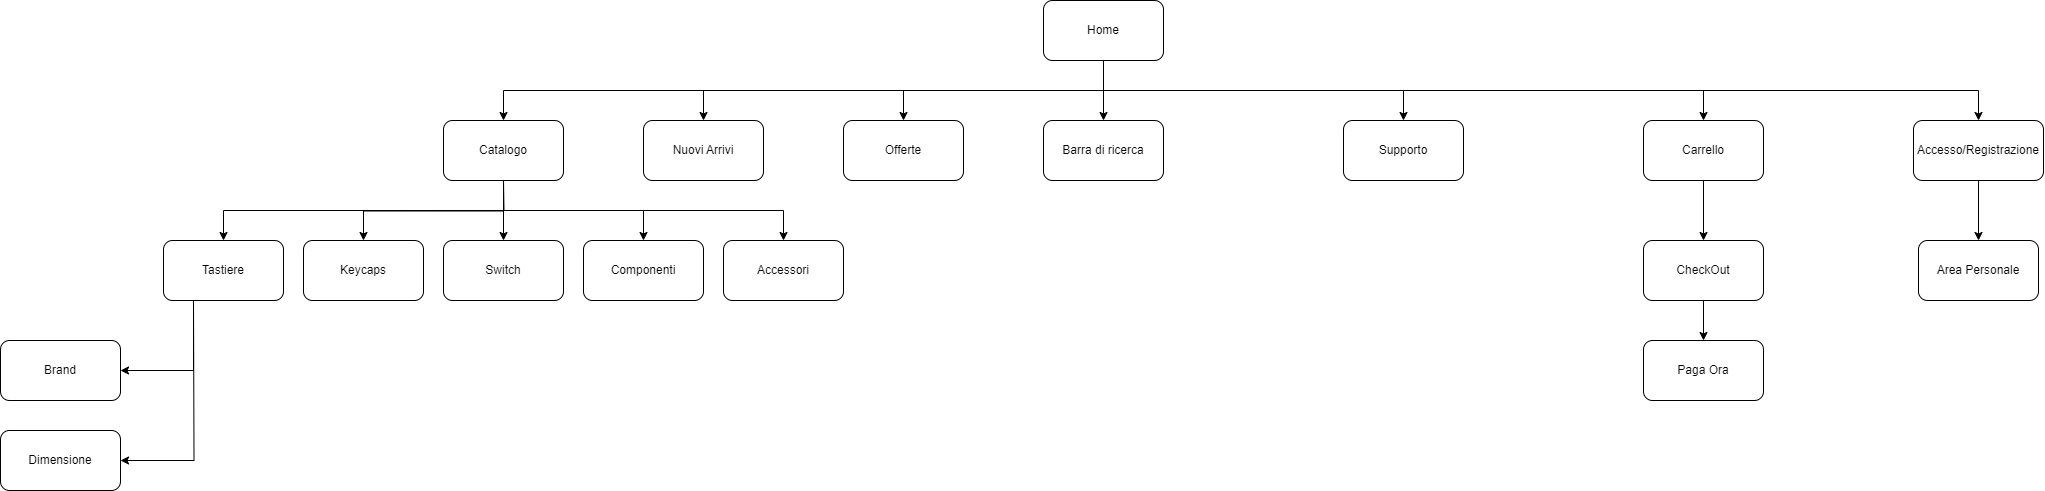 Home
Catalogo
Nuovi Arrivi
Offerte
Barra di ricerca
Supporto
Carrello
Accesso/Registrazione
Tastiere
Keycaps
Switch
Componenti
Accessori
CheckOut
Area Personale
Brand
Paga Ora
Dimensione